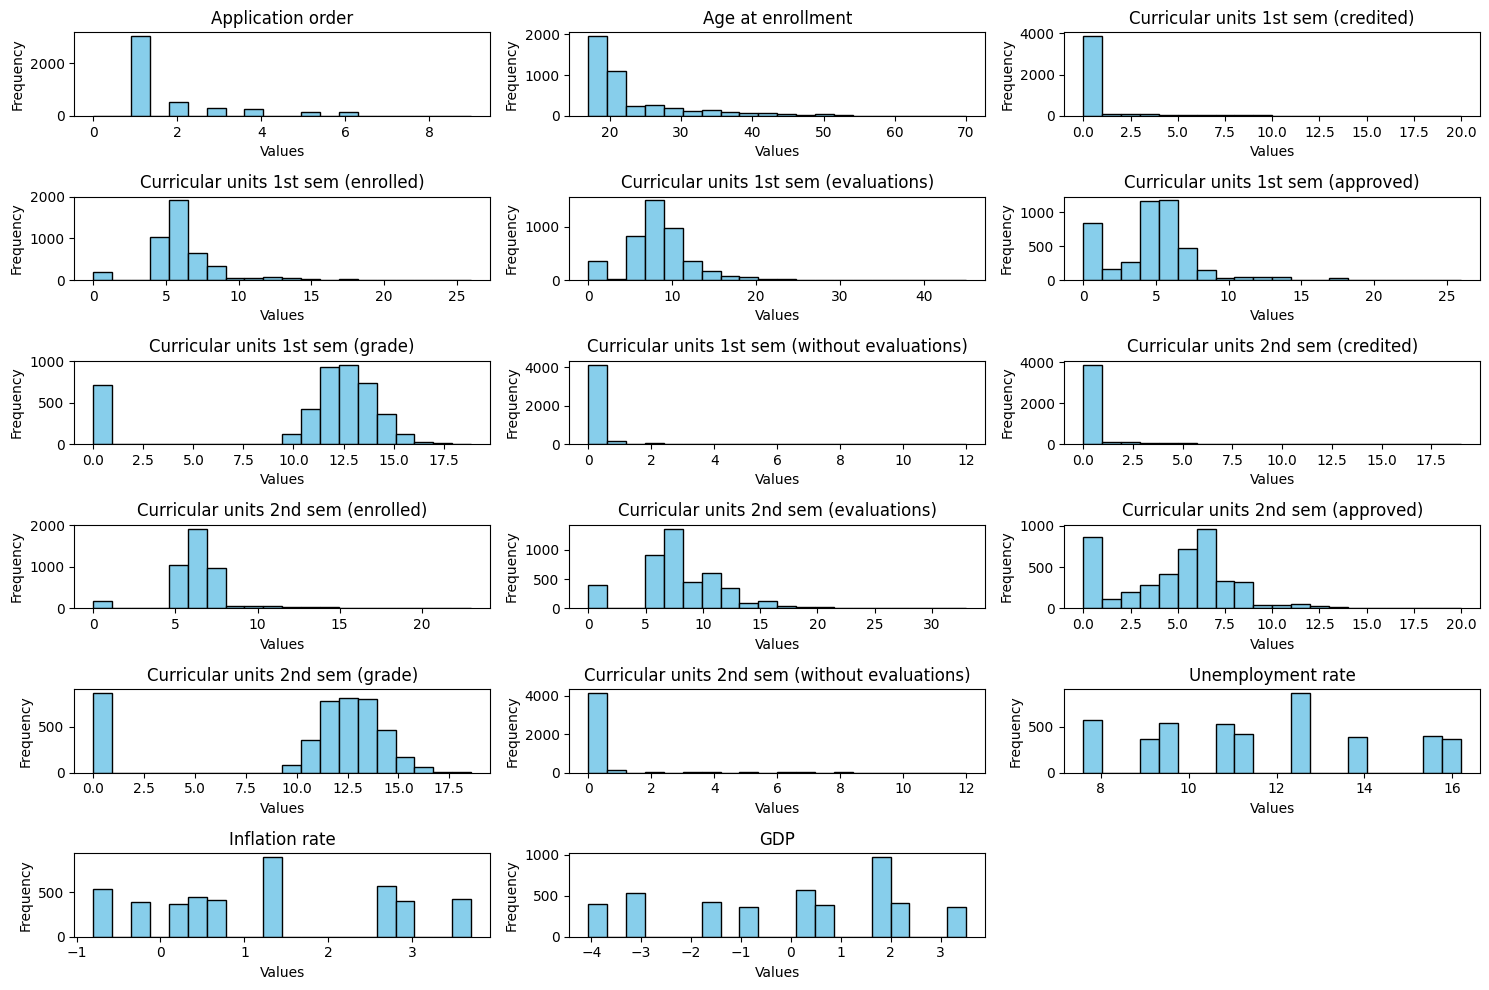 Application order
Frequency
2000
0
0 2 4 6 8
Values
Age at enrollment
Frequency
2000
1000
0
20 30 40 50 60 70
Values
Curricular units 1st sem (credited)
Frequency
4000
2000
0
0.0 2.5 5.0 7.5 10.0 12.5 15.0 17.5 20.0
Values
Curricular units 1st sem (enrolled)
Frequency
2000
1000
0
0 5 10 15 20 25
Values
Curricular units 1st sem (evaluations)
Frequency
1000
0
0 10 20 30 40
Values
Curricular units 1st sem (approved)
Frequency
1000
500
0
0 5 10 15 20 25
Values
Curricular units 1st sem (grade)
Frequency
1000
500
0
0.0 2.5 5.0 7.5 10.0 12.5 15.0 17.5
Values
Curricular units 1st sem (without evaluations)
Frequency
4000
2000
0
0 2 4 6 8 10 12
Values
Curricular units 2nd sem (credited)
Frequency
4000
2000
0
0.0 2.5 5.0 7.5 10.0 12.5 15.0 17.5
Values
Curricular units 2nd sem (enrolled)
Frequency
2000
1000
0
0 5 10 15 20
Values
Curricular units 2nd sem (evaluations)
Frequency
1000
500
0
0 5 10 15 20 25 30
Values
Curricular units 2nd sem (approved)
Frequency
1000
500
0
0.0 2.5 5.0 7.5 10.0 12.5 15.0 17.5 20.0
Values
Curricular units 2nd sem (grade)
Frequency
500
0
0.0 2.5 5.0 7.5 10.0 12.5 15.0 17.5
Values
Curricular units 2nd sem (without evaluations)
Frequency
4000
2000
0
0 2 4 6 8 10 12
Values
Unemployment rate
Frequency
500
0
8 10 12 14 16
Values
Inflation rate
Frequency
500
0
−1 0 1 2 3
Values
GDP
Frequency
1000
500
0
−4 −3 −2 −1 0 1 2 3
Values